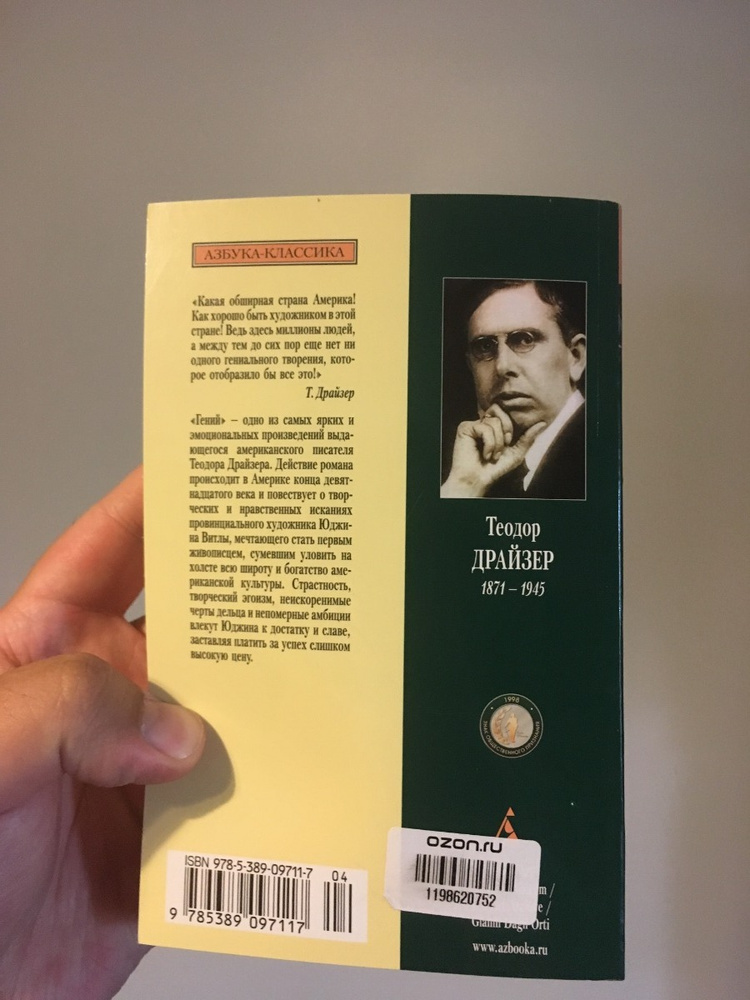 АЗБУКА-КЛАССИКА
«Какая обширная страна Америка!
Как хорошо быть художником в этой
стране! Ведь здесь миллионы людей,
а между тем до сих пор еще нет ни
одного гениального творения, кото-
рое отобразило бы все это!»
Т. Драйзер
«Гений» — одно из самых ярких и
эмоциональных произведений выда-
ющегося американского писателя
Теодора Драйзера. Действие романа
происходит в Америке конца девят-
надцатого века и повествует о твор-
ческих и нравственных исканиях
провинциального художника Юджи-
на Витлы, мечтающего стать первым
живописцем, сумевшим уловить на
холсте всю широту и богатство аме-
риканской культуры. Страстность,
творческий эгоизм, неискоренимые
черты дельца и непомерные амбиции
влекут Юджина к достатку и славе,
заставляя платить за успех слишком
высокую цену.
ISBN 978-5-389-09711-7
04
9 785389 097117
Теодор
ДРАЙЗЕР
1871 – 1945
1998
ЗНАК ОБЩЕСТВЕННОГО ПРИЗНАНИЯ
ozon.ru
1198620752
Gianni Dagli Orti
www.azbooka.ru